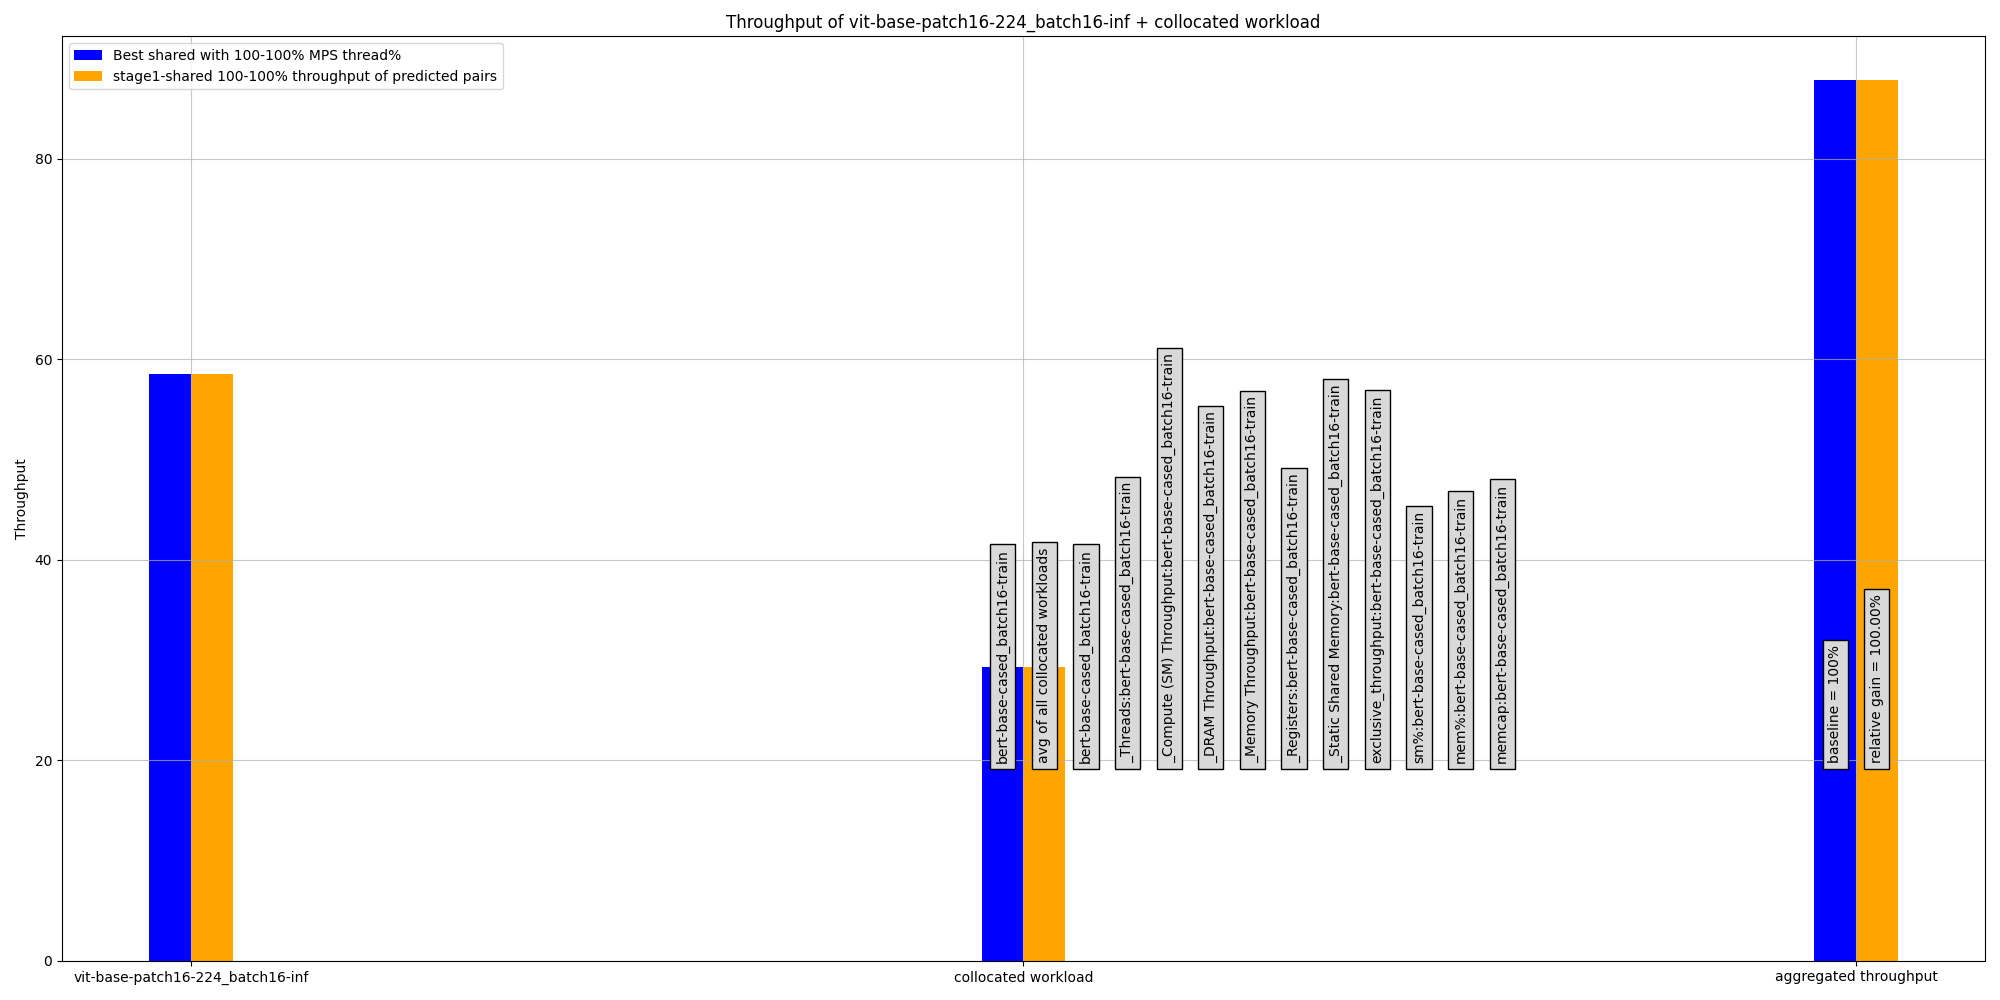 Throughput of vit-base-patch16-224_batch16-inf + collocated workload
Best shared with 100-100% MPS thread%
stage1-shared 100-100% throughput of predicted pairs
Throughput
80
60
40
20
0
bert-base-cased_batch16-train
avg of all collocated workloads
bert-base-cased_batch16-train
_Threads:bert-base-cased_batch16-train
_Compute (SM) Throughput:bert-base-cased_batch16-train
_DRAM Throughput:bert-base-cased_batch16-train
_Memory Throughput:bert-base-cased_batch16-train
_Registers:bert-base-cased_batch16-train
_Static Shared Memory:bert-base-cased_batch16-train
exclusive_throughput:bert-base-cased_batch16-train
sm%:bert-base-cased_batch16-train
mem%:bert-base-cased_batch16-train
memcap:bert-base-cased_batch16-train
baseline = 100%
relative gain = 100.00%
vit-base-patch16-224_batch16-inf
collocated workload
aggregated throughput